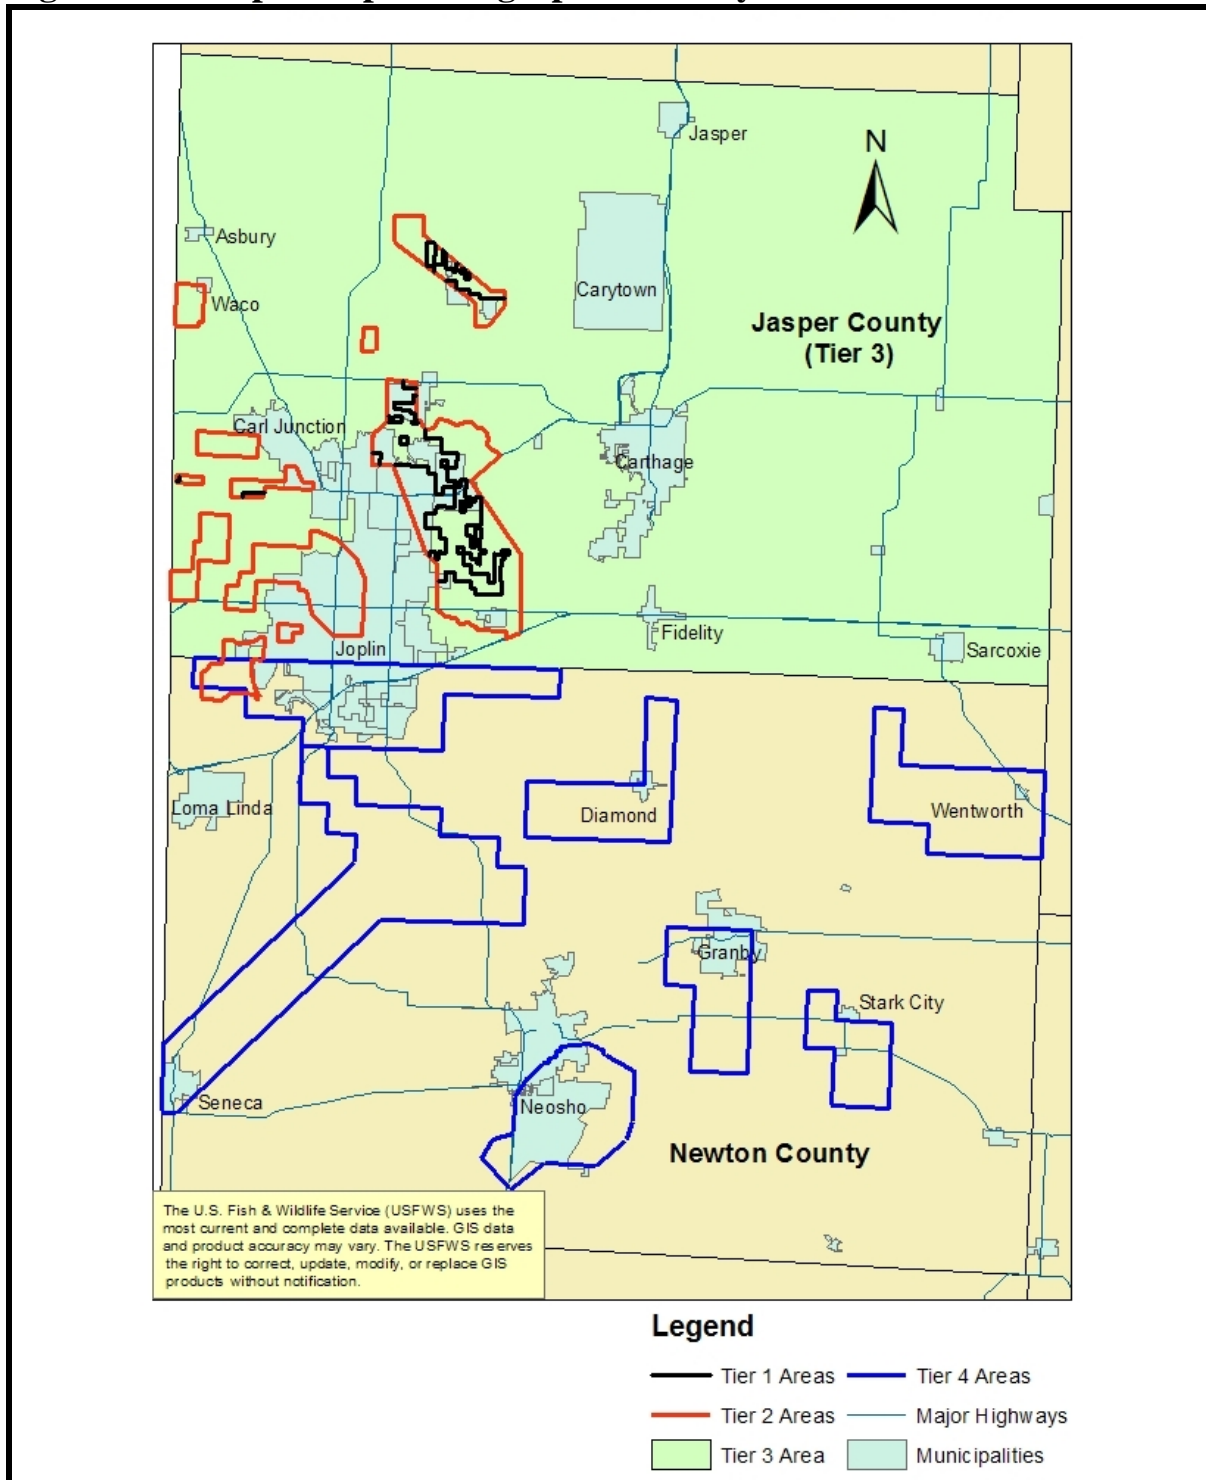 Jasper
N
Asbury
Waco
Carytown
Jasper County
(Tier 3)
Carl Junction
Carthage
Fidelity
Joplin
Sarcoxie
Loma Linda
Diamond
Wentworth
Granby
Stark City
Seneca
Neosho
Newton County
The U.S. Fish & Wildlife Service (USFWS) uses the
most current and complete data available. GIS data
and product accuracy may vary. The USFWS reserves
the right to correct, update, modify, or replace GIS
products without notification.
Legend
Tier 1 Areas
Tier 4 Areas
Tier 2 Areas
Major Highways
Tier 3 Area
Municipalities